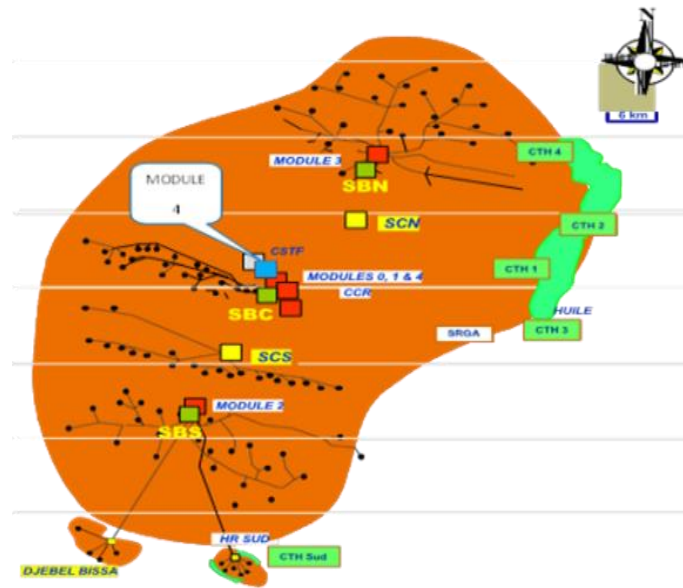 N
6 km
CTH 4
MODULE 3
SBN
MODULE
4
SCN
CTH 2
CSTF
CTH 1
MODULES 0, 1 & 4
CCR
SBC
HUILE
CTH 3
SRGA
SCS
MODULE 2
SBS
HR SUD
CTH Sud
DJEBEL BISSA